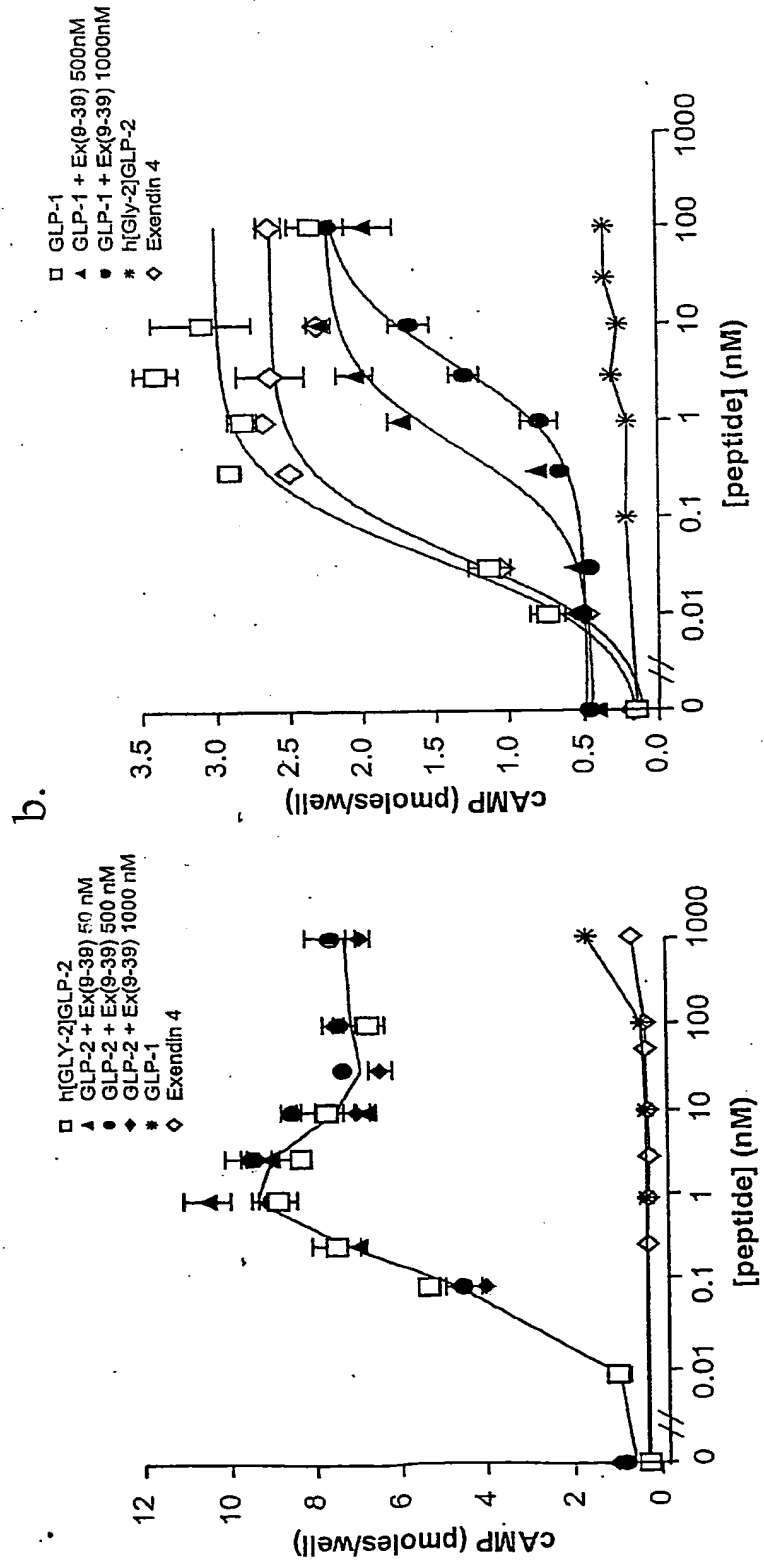 b.
h[GLY-2]GLP-2
GLP-2 + Ex(9-39) 50 nM
GLP-2 + Ex(9-39) 500 nM
GLP-2 + Ex(9-39) 1000 nM
GLP-1
Exendin 4
cAMP (pmoles/well)
12
10
8
6
4
2
0
0
0.01
0.1
1
10
100
1000
[peptide] (nM)
GLP-1
GLP-1 + Ex(9-39) 500nM
GLP-1 + Ex(9-39) 1000nM
h[Gly-2]GLP-2
Exendin 4
cAMP (pmoles/well)
3.5
3.0
2.5
2.0
1.5
1.0
0.5
0.0
0
0.01
0.1
1
10
100
1000
[peptide] (nM)